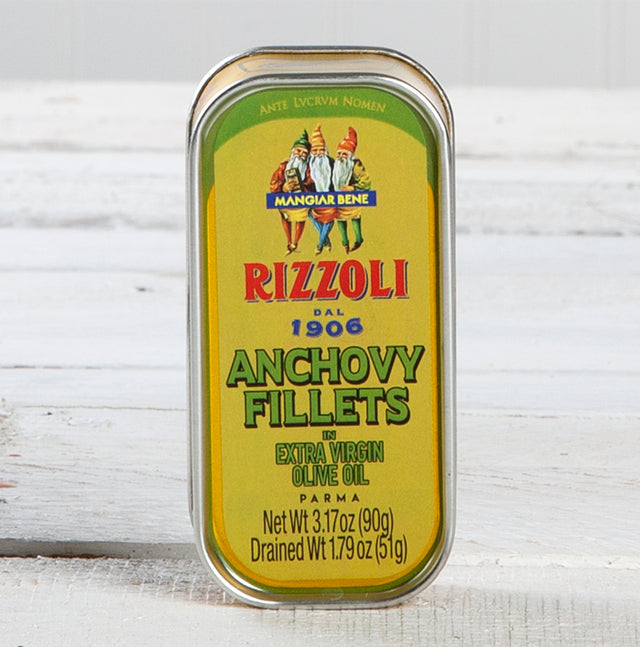 ANTE LVCRVM NOMEN
MANGIAR BENE
RIZZOLI
DAL
1906
ANCHOVY
FILLETS
IN
EXTRA VIRGIN
OLIVE OIL
PARMA
Net Wt 3.17oz (90g)
Drained Wt 1.79 oz (51g)